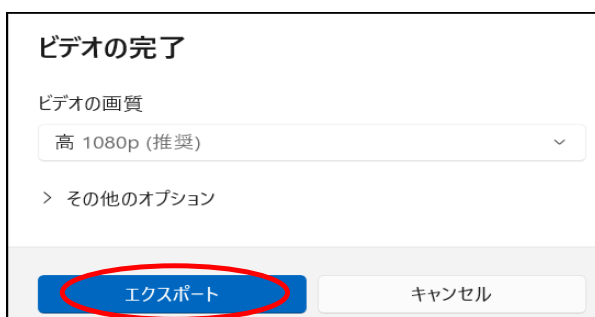 ビデオの完了
ビデオの画質
高 1080p (推奨)
その他のオプション
エクスポート
キャンセル